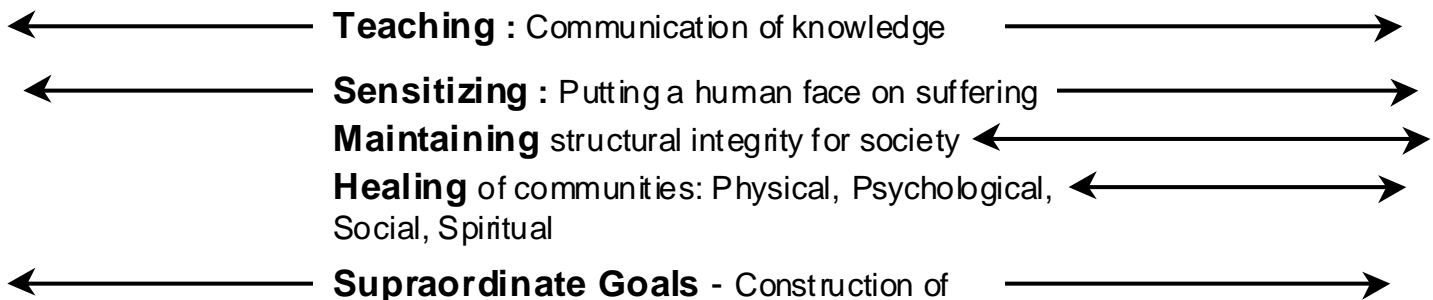 Teaching : Communication of knowledge
Sensitizing : Putting a human face on suffering
Maintaining structural integrity for society
Healing of communities: Physical, Psychological,
Social, Spiritual
Supraordinate Goals - Construction of